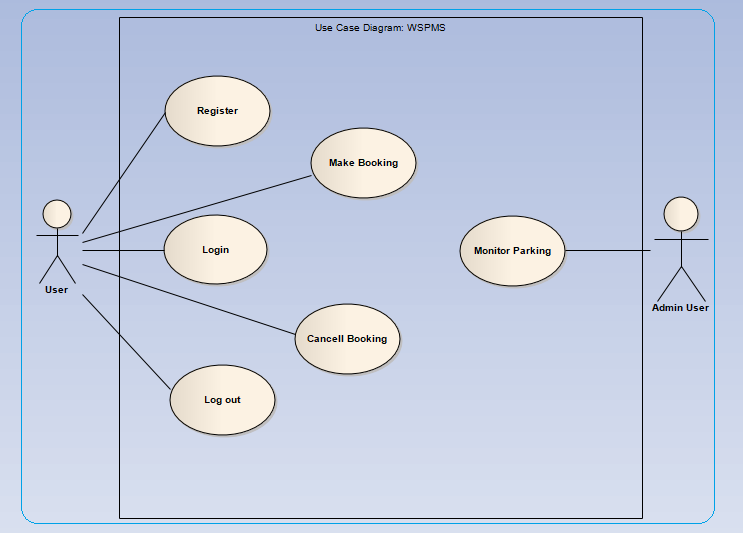 Use Case Diagram: WSPMS
Register
Make Booking
Login
Monitor Parking
User
Admin User
Cancell Booking
Log out